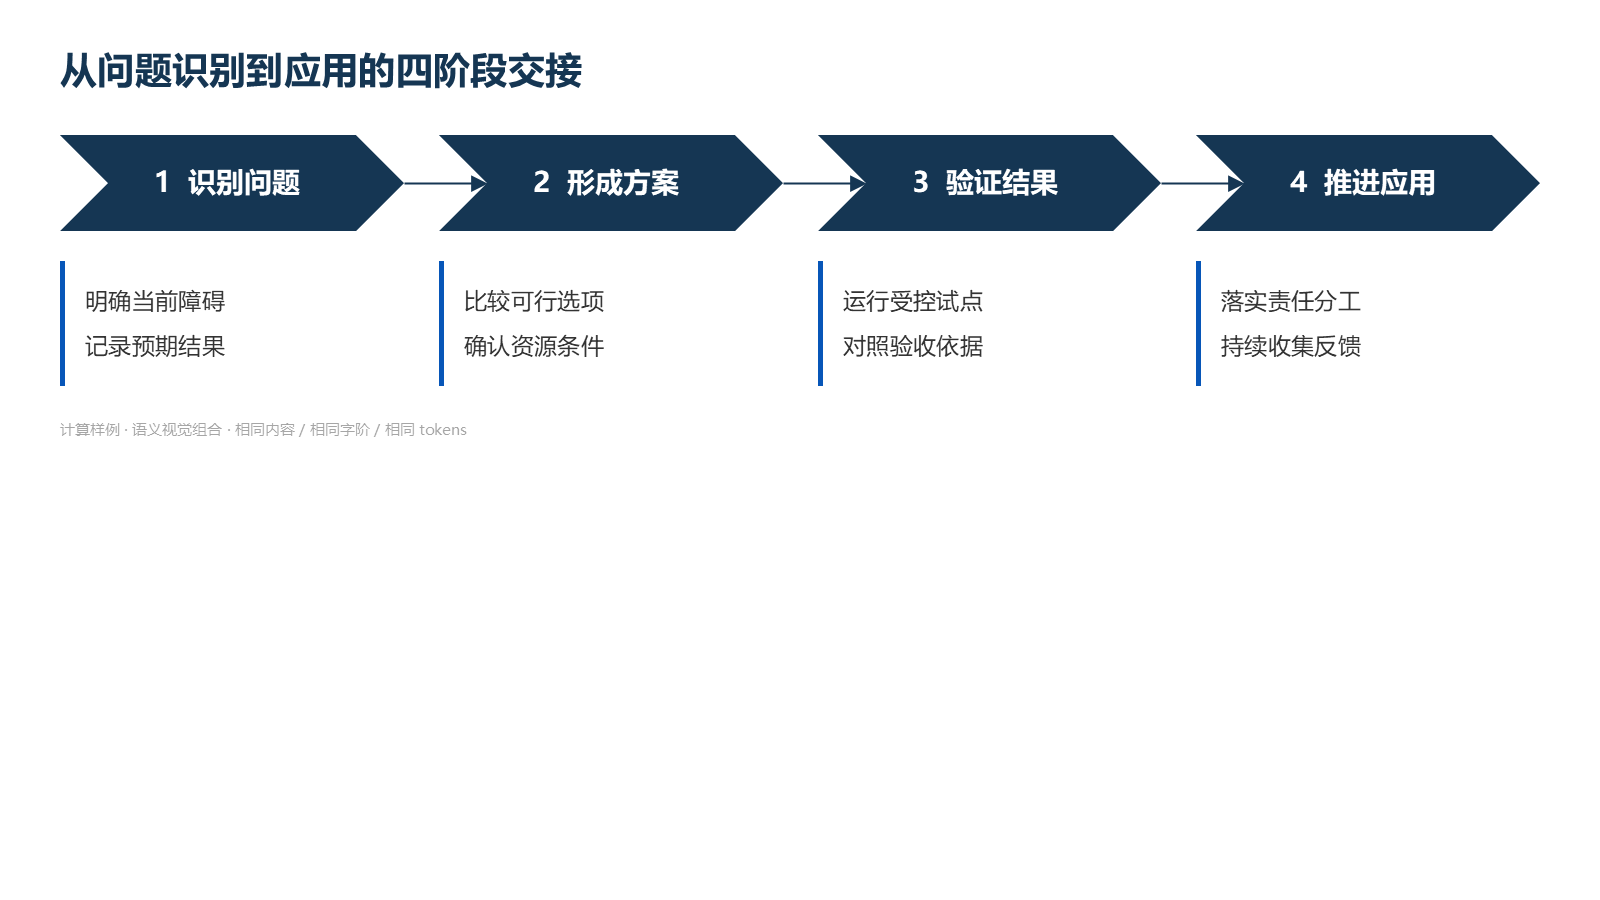 从问题识别到应用的四阶段交接
1 识别问题
2 形成方案
3 验证结果
4 推进应用
明确当前障碍
记录预期结果
比较可行选项
确认资源条件
运行受控试点
对照验收依据
落实责任分工
持续收集反馈
计算样例 · 语义视觉组合 · 相同内容 / 相同字阶 / 相同 tokens